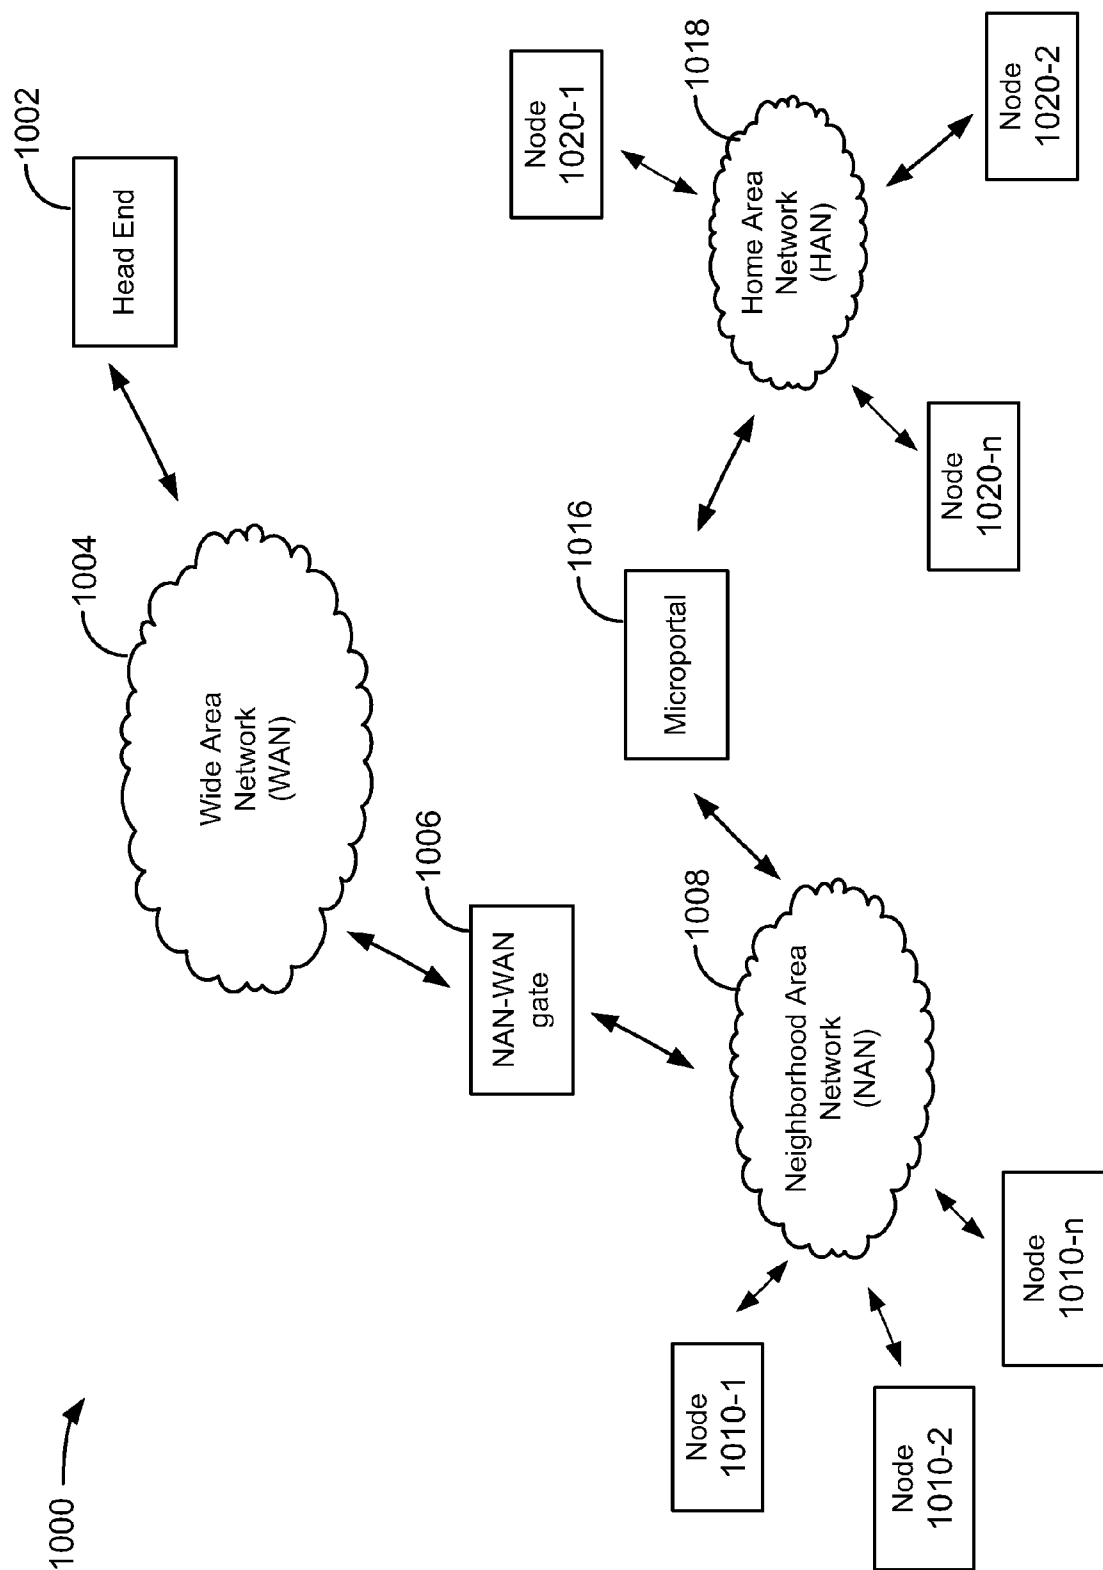 1000
1002
Head End
1004
Wide Area
Network
(WAN)
1006
NAN-WAN
gate
1008
Neighborhood Area
Network
(NAN)
Node
1010-1
Node
1010-2
Node
1010-n
1016
Microportal
1018
Home Area
Network
(HAN)
Node
1020-1
Node
1020-2
Node
1020-n